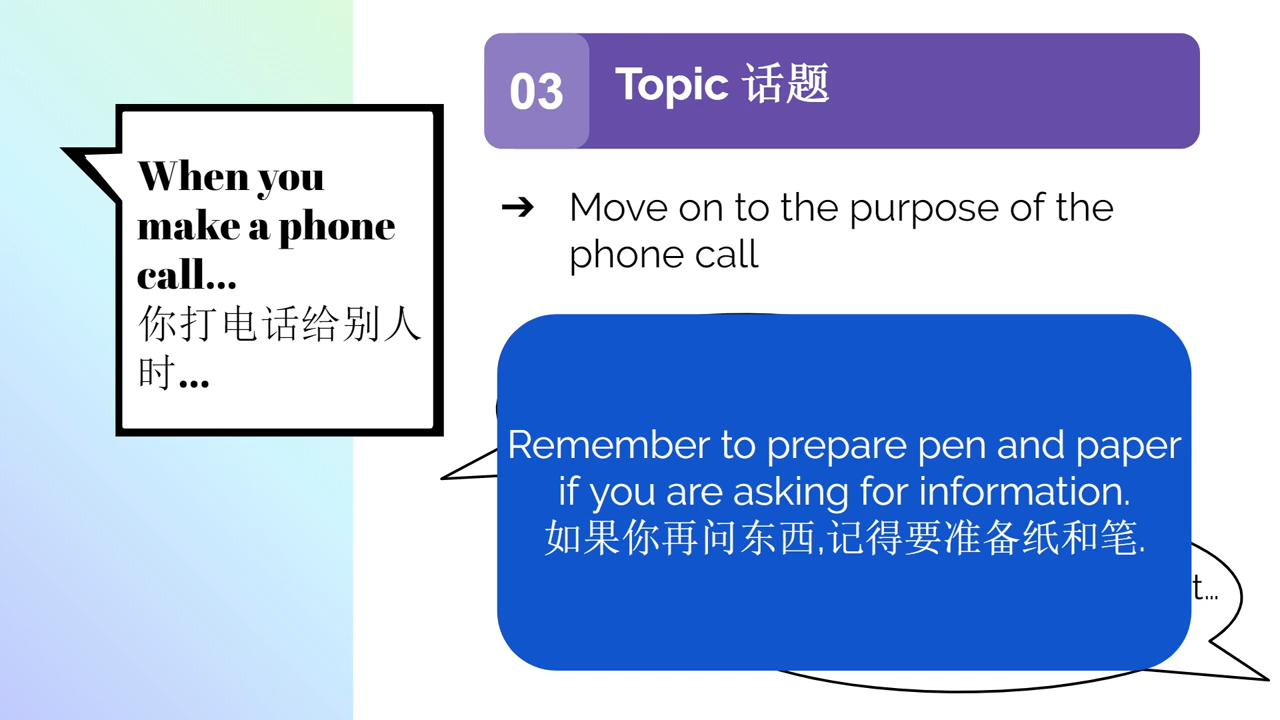 When you
make a phone
call...
你打电话给别人
时...
03
Topic 话题
➔ Move on to the purpose of the
phone call
Remember to prepare pen and paper
if you are asking for information.
如果你再问东西,记得要准备纸和笔.
t...